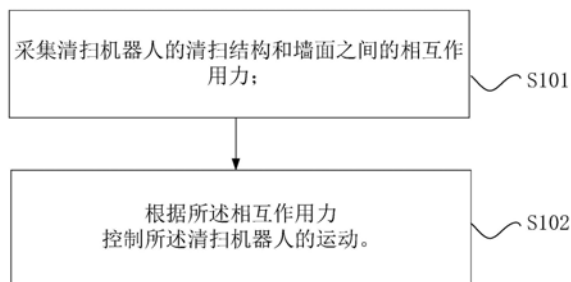 采集清扫机器人的清扫结构和墙面之间的相互作
用力；
S101
根据所述相互作用力
控制所述清扫机器人的运动。
S102